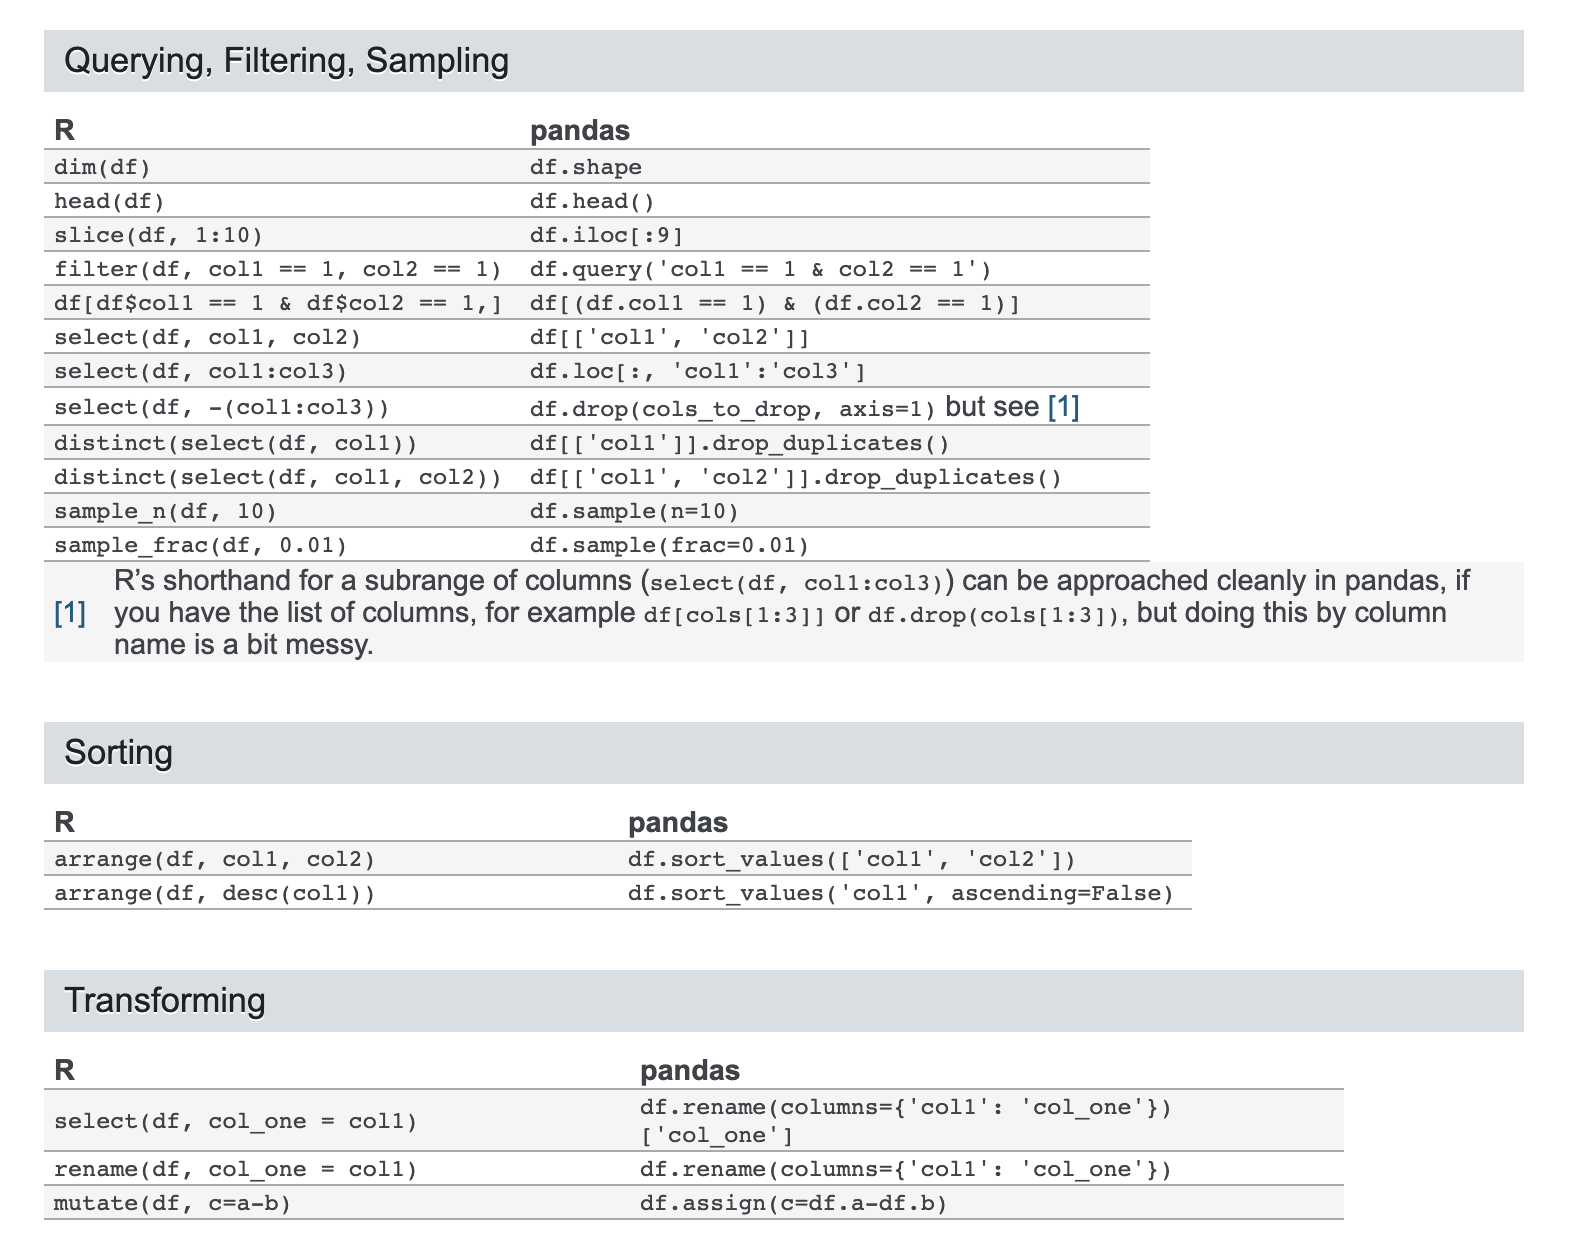 Querying, Filtering, Sampling
R pandas
dim(df) df.shape
head(df) df.head()
slice(df, 1:10) df.iloc[:9]
filter(df, col1 == 1, col2 == 1) df.query('col1 == 1 & col2 == 1')
df[df$col1 == 1 & df$col2 == 1,] df[(df.col1 == 1) & (df.col2 == 1)]
select(df, col1, col2) df[['col1', 'col2']]
select(df, col1:col3) df.loc[:, 'col1':'col3']
select(df, -(col1:col3)) df.drop(cols_to_drop, axis=1) but see [1]
distinct(select(df, col1)) df[['col1']].drop_duplicates()
distinct(select(df, col1, col2)) df[['col1', 'col2']].drop_duplicates()
sample_n(df, 10) df.sample(n=10)
sample_frac(df, 0.01) df.sample(frac=0.01)
R’s shorthand for a subrange of columns (select(df, col1:col3)) can be approached cleanly in pandas, if
[1] you have the list of columns, for example df[cols[1:3]] or df.drop(cols[1:3]), but doing this by column
name is a bit messy.
Sorting
R pandas
arrange(df, col1, col2) df.sort_values(['col1', 'col2'])
arrange(df, desc(col1)) df.sort_values('col1', ascending=False)
Transforming
R pandas
select(df, col_one = col1) df.rename(columns={'col1': 'col_one'})
['col_one']
rename(df, col_one = col1) df.rename(columns={'col1': 'col_one'})
mutate(df, c=a-b) df.assign(c=df.a-df.b)